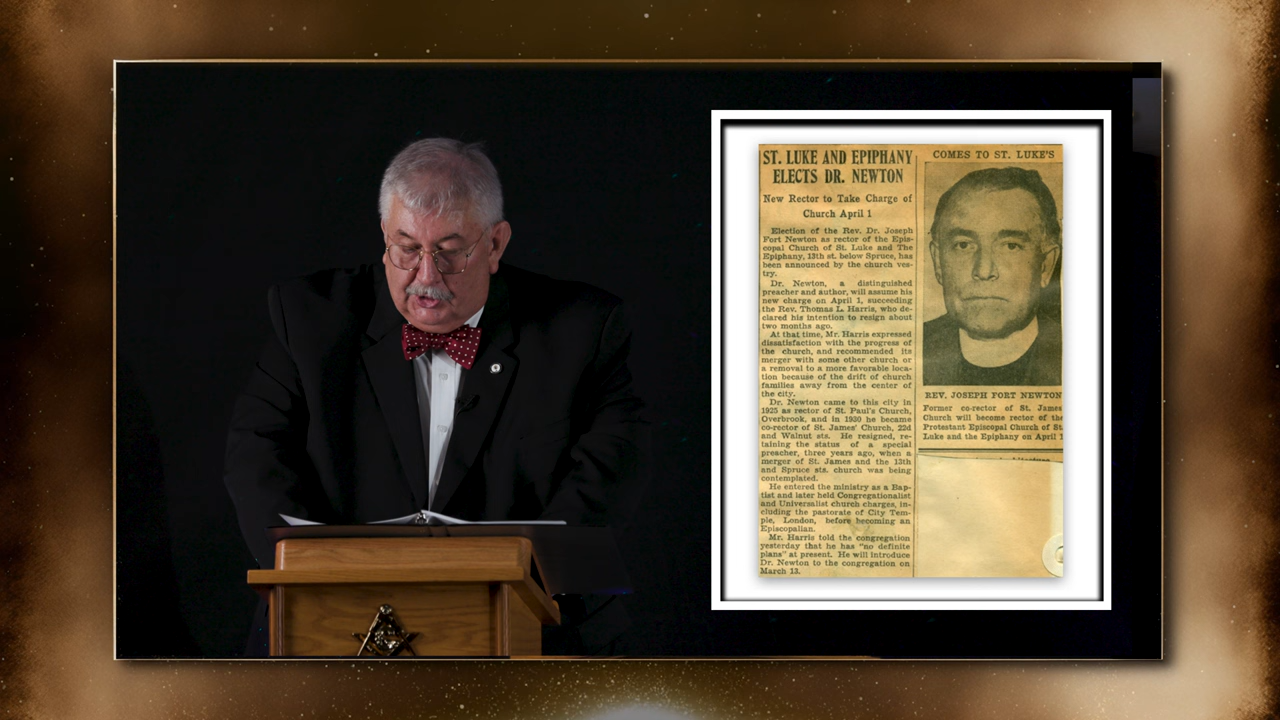 ST. LUKE AND EPIPHANY
ELECTS DR. NEWTON
New Rector to Take Charge of
Church April 1
Election of the Rev. Dr. Joseph
Fort Newton as rector of the Epis-
copal Church of St. Luke and The
Epiphany, 13th st. below Spruce, has
been announced by the church ves-
try.
Dr. Newton, a distinguished
preacher and author, will assume his
new charge on April 1, succeeding
the Rev. Thomas L. Harris, who de-
clared his intention to resign about
two months ago.
At that time, Mr. Harris expressed
dissatisfaction with the progress of
the church, and recommended its
merger with some other church or
a removal to a more favorable loca-
tion because of the drift of church
families away from the center of
the city.
Dr. Newton came to this city in
1925 as rector of St. Paul's Church,
Overbrook, and in 1930 he became
co-rector of St. James' Church, 22d
and Walnut sts. He resigned, re-
taining the status of a special
preacher, three years ago, when a
merger of St. James and the 13th
and Spruce sts. church was being
contemplated.
He entered the ministry as a Bap-
tist and later held Congregationalist
and Universalist church charges, in-
cluding the pastorate of City Tem-
ple, London, before becoming an
Episcopalian.
Mr. Harris told the congregation
yesterday that he has "no definite
plans" at present. He will introduce
Dr. Newton to the congregation on
March 13.
COMES TO ST. LUKE'S
REV. JOSEPH FORT NEWTON
Former co-rector of St. James
Church will become rector of the
Protestant Episcopal Church of St.
Luke and the Epiphany on April 1